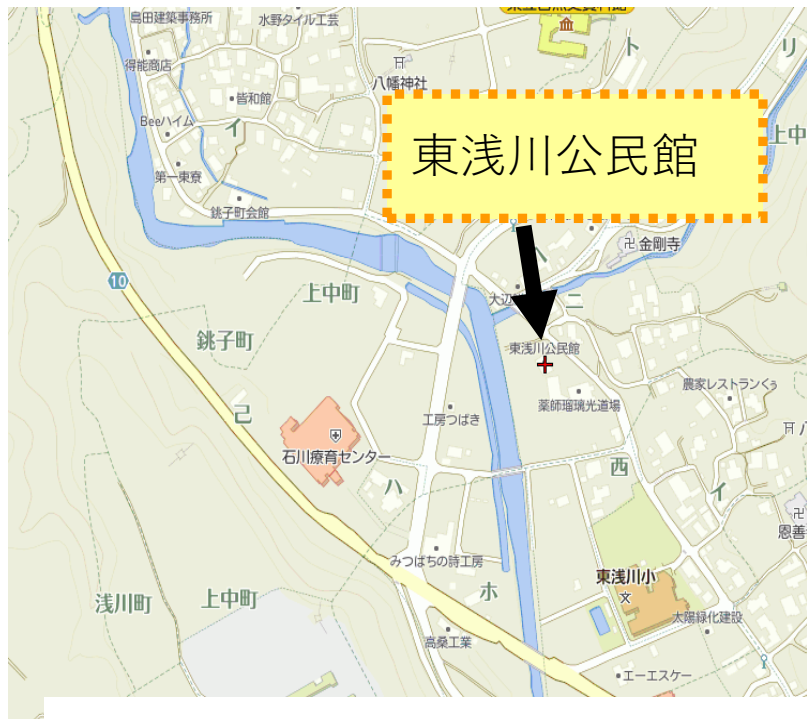 島田建築事務所
水野タイル工芸
得能商店
八幡神社
ト
リ
皆和館
Beeハイム
イ
第一東寮
銚子町会館
上中
東浅川公民館
金剛寺
ヘ
ニ
10
上中町
銚子町
東浅川公民館
農家レストランくぅ
薬師瑠璃光道場
己
工房つばき
石川療育センター
ハ
西
イ
恩善
みつばちの詩工房
ホ
東浅川小
文
浅川町
上中町
太陽緑化建設
高桑工業
エーエスケー